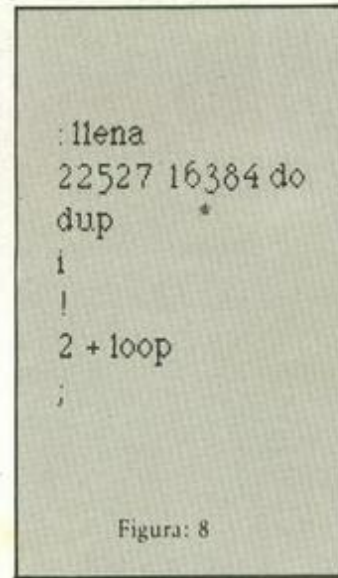 : llena
22527 16384 do
dup *
i
!
2 + loop
;
Figura: 8